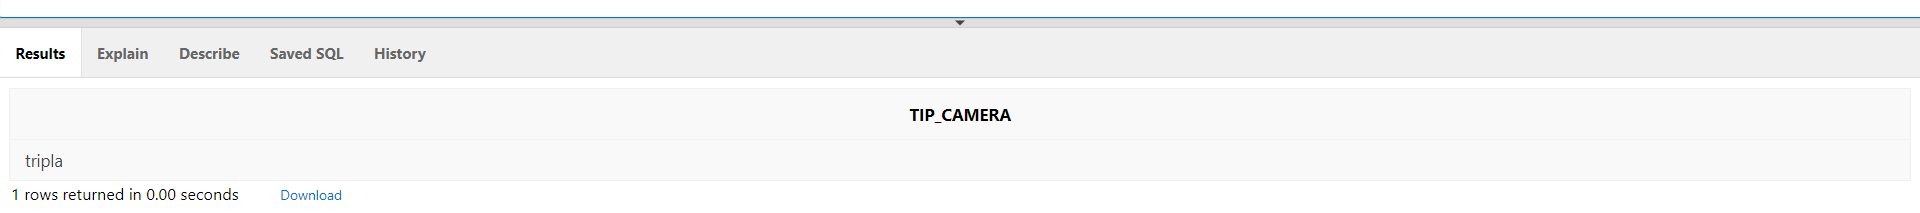 Results Explain Describe Saved SQL History
TIP_CAMERA
tripla
1 rows returned in 0.00 seconds Download